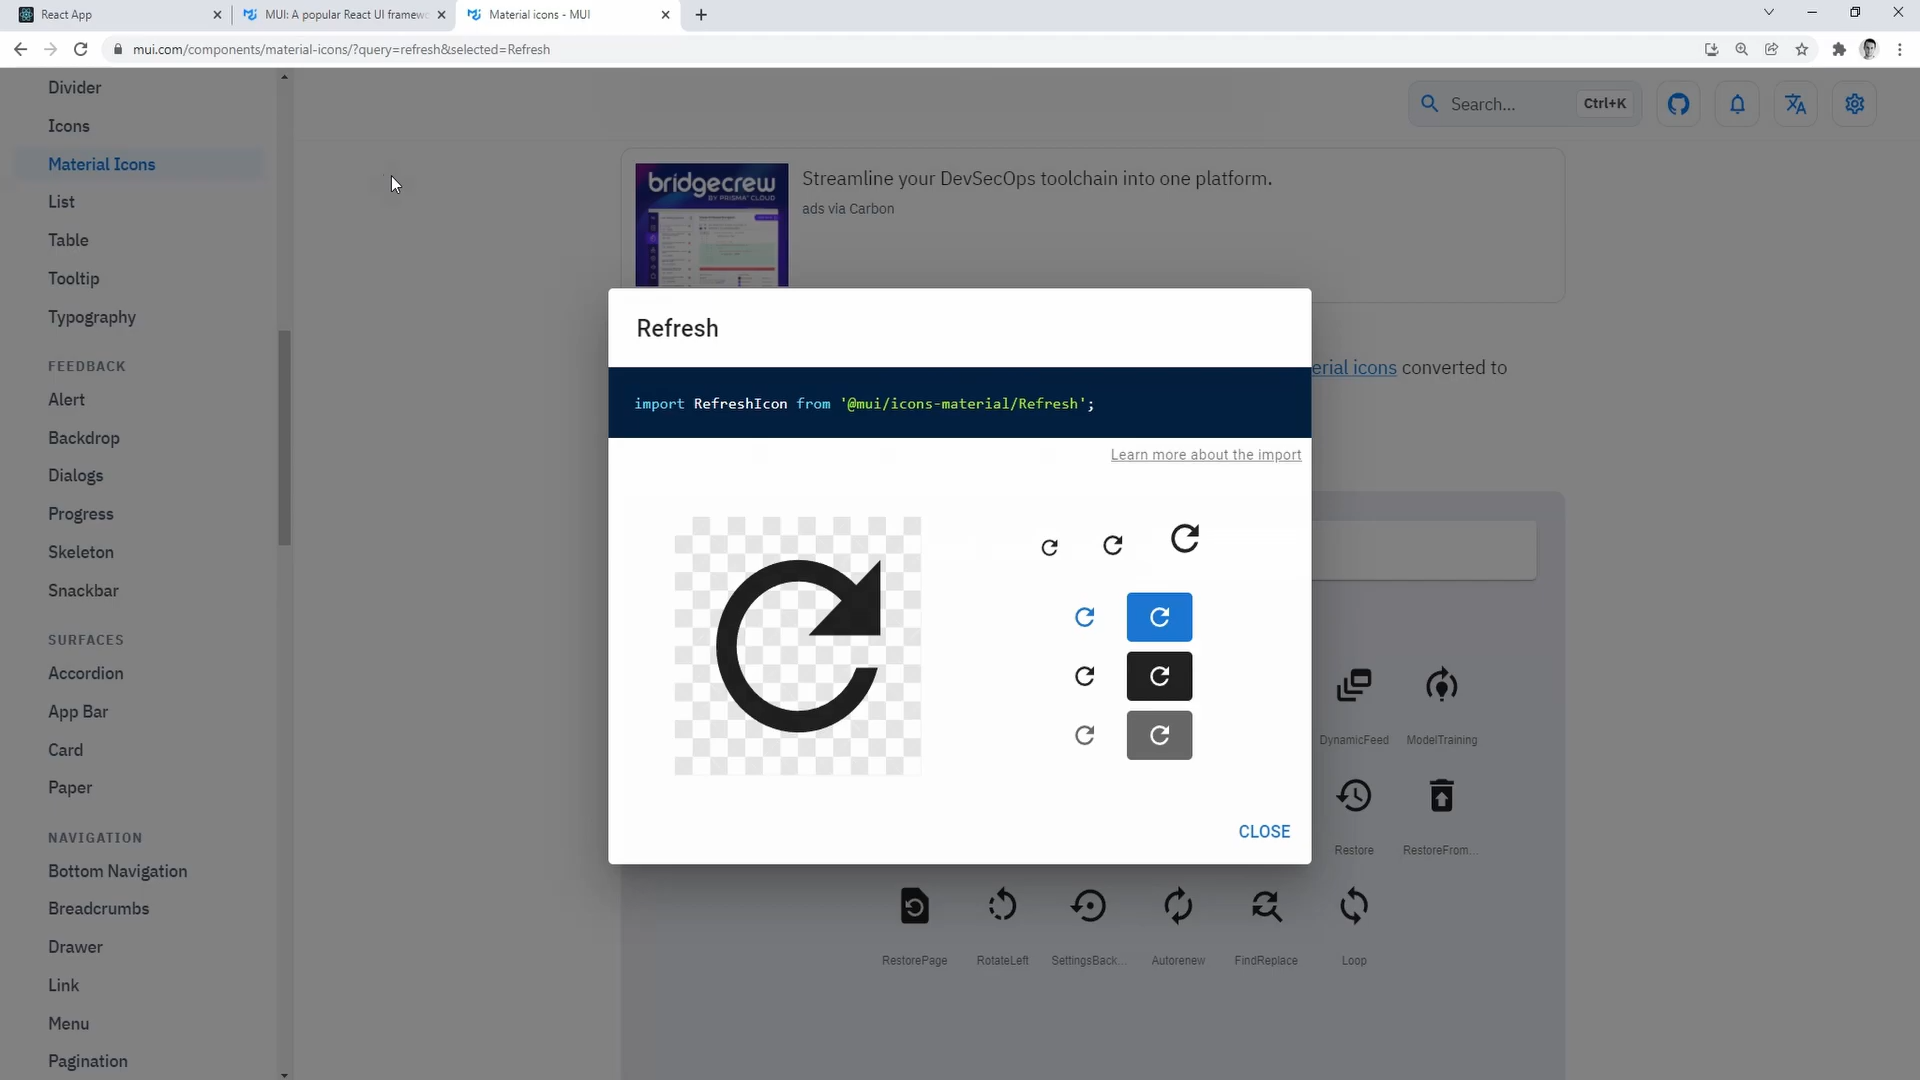 React App
MUI: A popular React UI framewo
Material icons - MUI
mui.com/components/material-icons/?query=refresh&selected=Refresh
Divider
Icons
Material Icons
List
Table
Tooltip
Typography
FEEDBACK
Alert
Backdrop
Dialogs
Progress
Skeleton
Snackbar
SURFACES
Accordion
App Bar
Card
Paper
NAVIGATION
Bottom Navigation
Breadcrumbs
Drawer
Link
Menu
Pagination
Search...
Ctrl+K
bridgecrew
BY PRISMA CLOUD
Streamline your DevSecOps toolchain into one platform.
ads via Carbon
erial icons converted to
Refresh
import RefreshIcon from '@mui/icons-material/Refresh';
Learn more about the import
CLOSE
DynamicFeed
ModelTraining
Restore
RestoreFrom...
RestorePage
RotateLeft
SettingsBack...
Autorenew
FindReplace
Loop